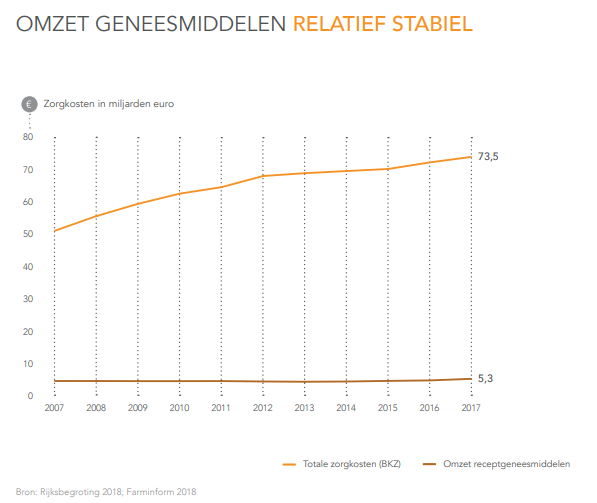 OMZET GENEESMIDDELEN RELATIEF STABIEL
€ Zorgkosten in miljarden euro
80
73,5
70
60
50
40
30
20
10
5,3
0
2007 2008 2009 2010 2011 2012 2013 2014 2015 2016 2017
Totale zorgkosten (BKZ) Omzet receptgeneesmiddelen
Bron: Rijksbegroting 2018; Farminform 2018